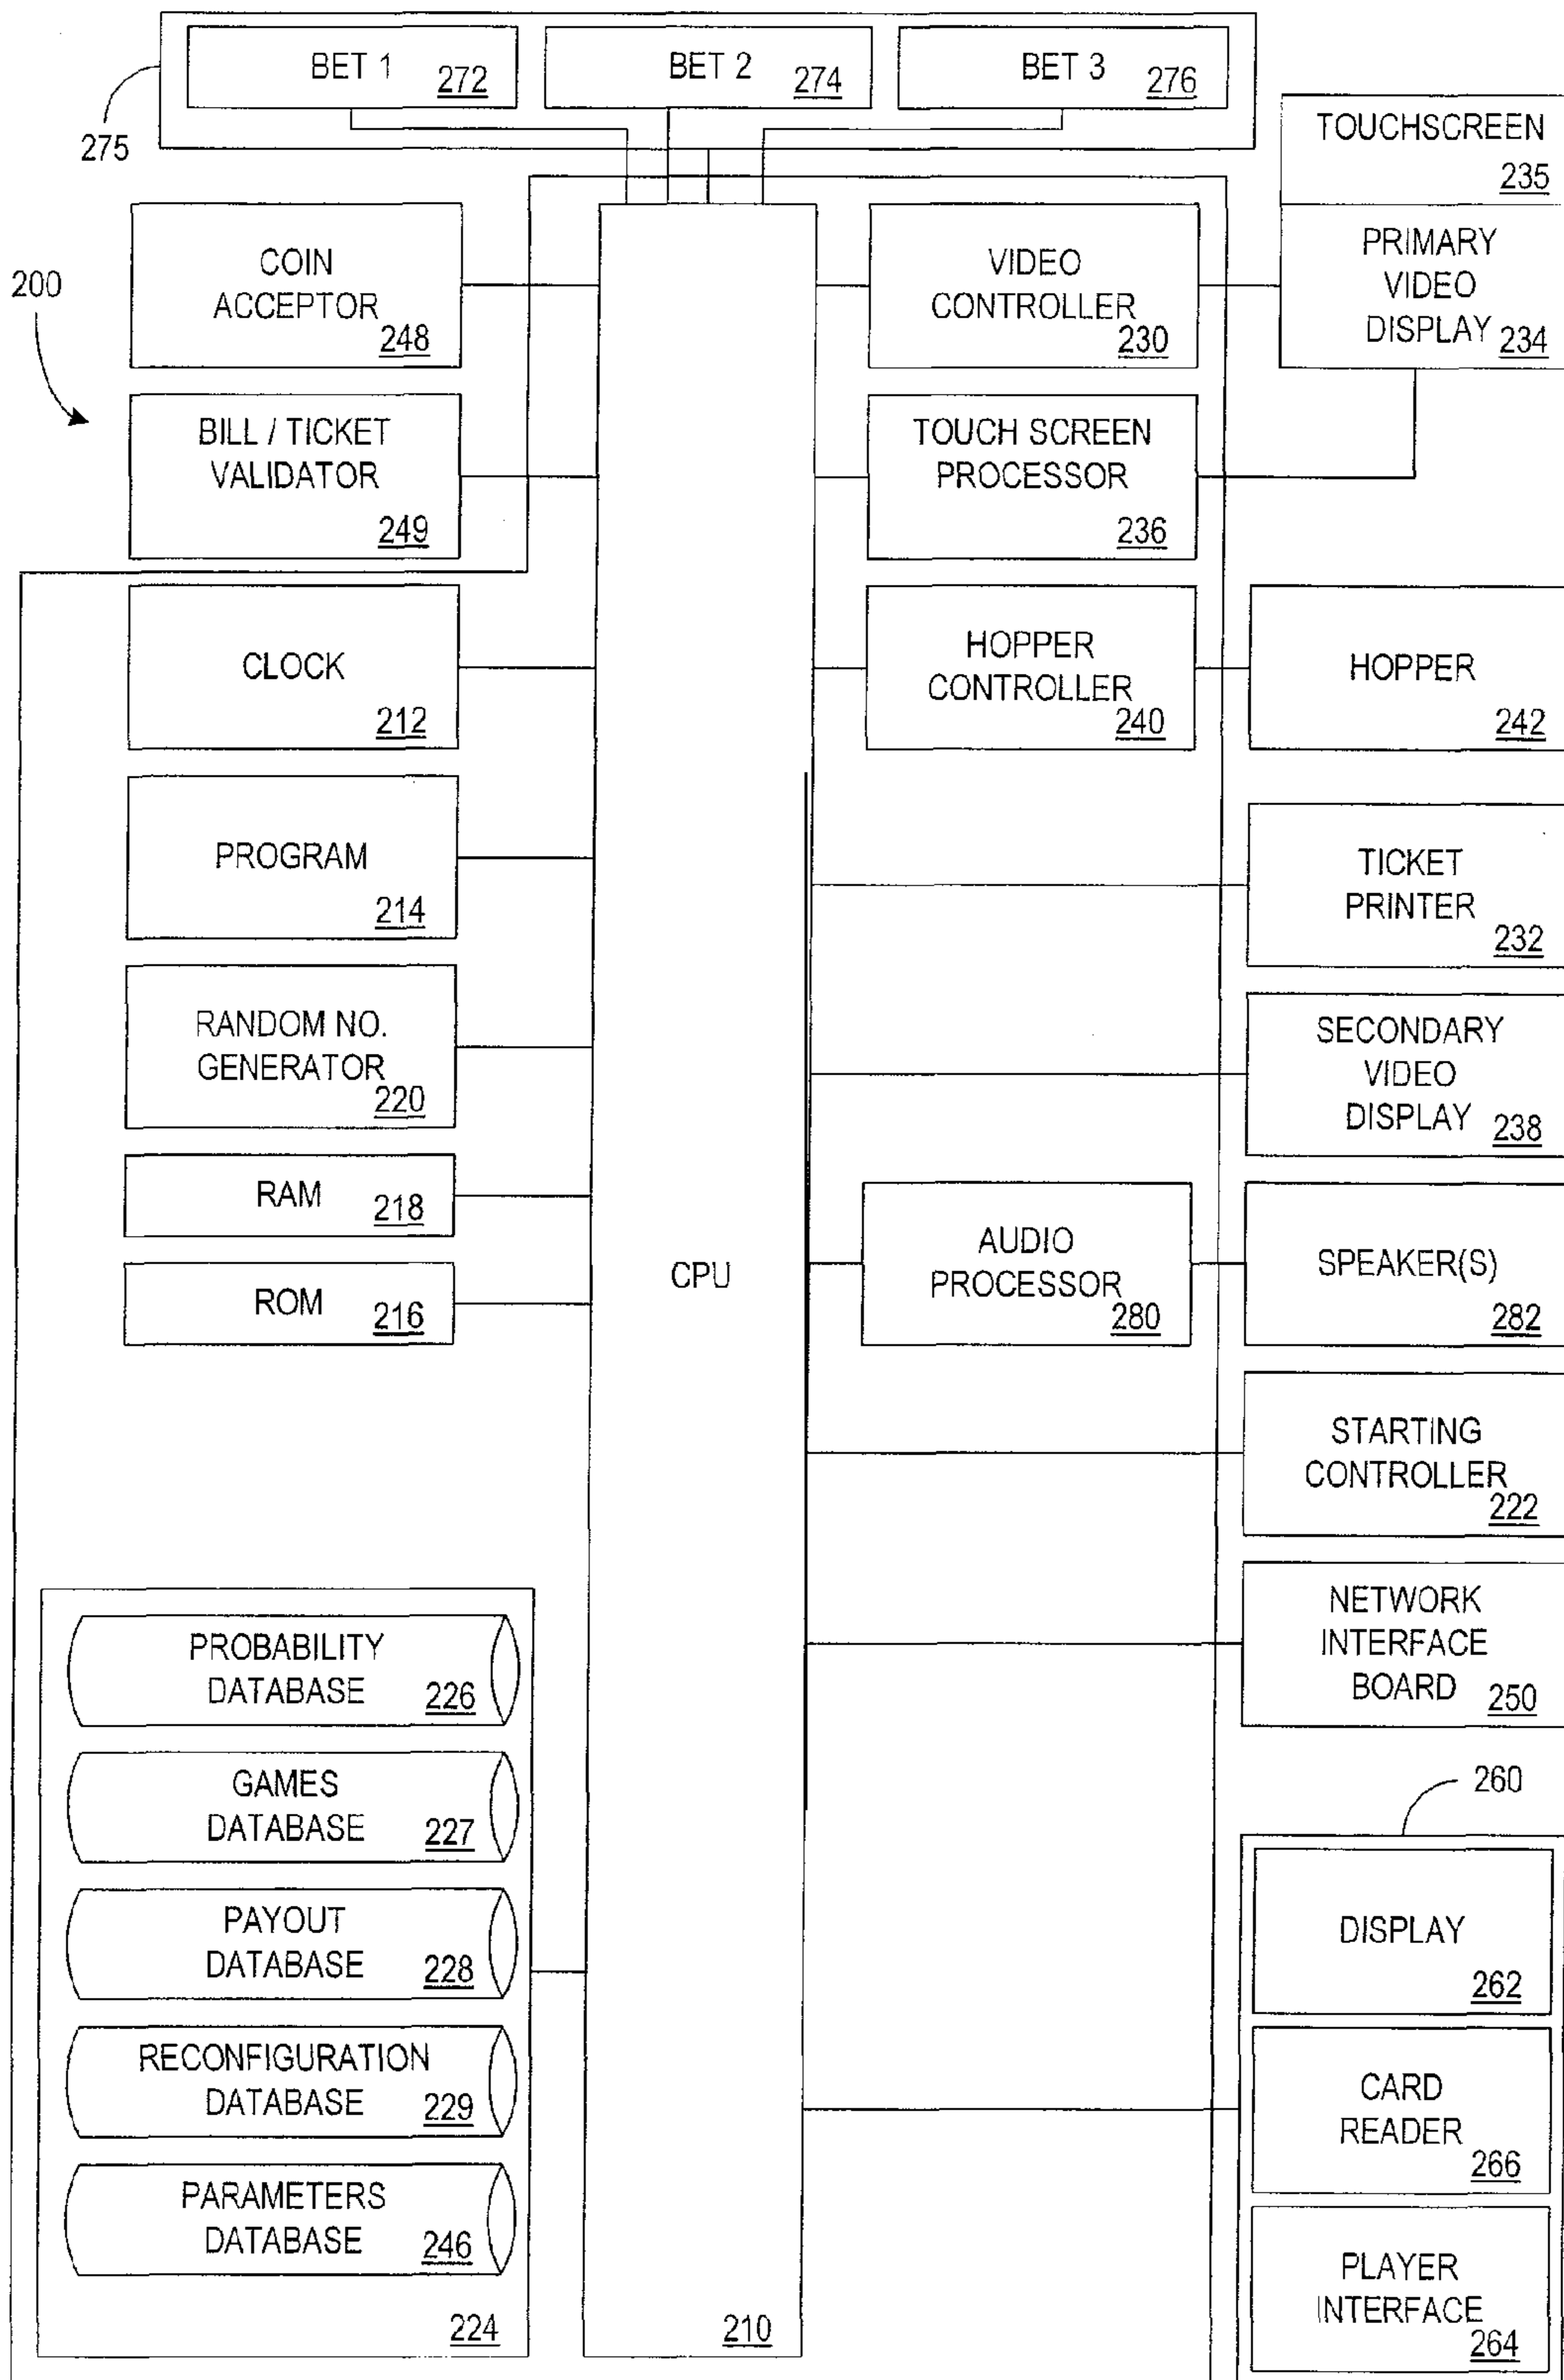 BET 1 272
BET 2 274
BET 3 276
275
TOUCHSCREEN
235
200
COIN
ACCEPTOR
248
VIDEO
CONTROLLER
230
PRIMARY
VIDEO
DISPLAY 234
BILL / TICKET
VALIDATOR
249
TOUCH SCREEN
PROCESSOR
236
CLOCK
212
HOPPER
CONTROLLER
240
HOPPER
242
PROGRAM
214
TICKET
PRINTER
232
RANDOM NO.
GENERATOR
220
SECONDARY
VIDEO
DISPLAY 238
RAM 218
ROM 216
CPU
AUDIO
PROCESSOR
280
SPEAKER(S)
282
STARTING
CONTROLLER
222
NETWORK
INTERFACE
BOARD 250
PROBABILITY
DATABASE 226
GAMES
DATABASE 227
PAYOUT
DATABASE 228
RECONFIGURATION
DATABASE 229
PARAMETERS
DATABASE 246
224
210
260
DISPLAY
262
CARD
READER
266
PLAYER
INTERFACE
264